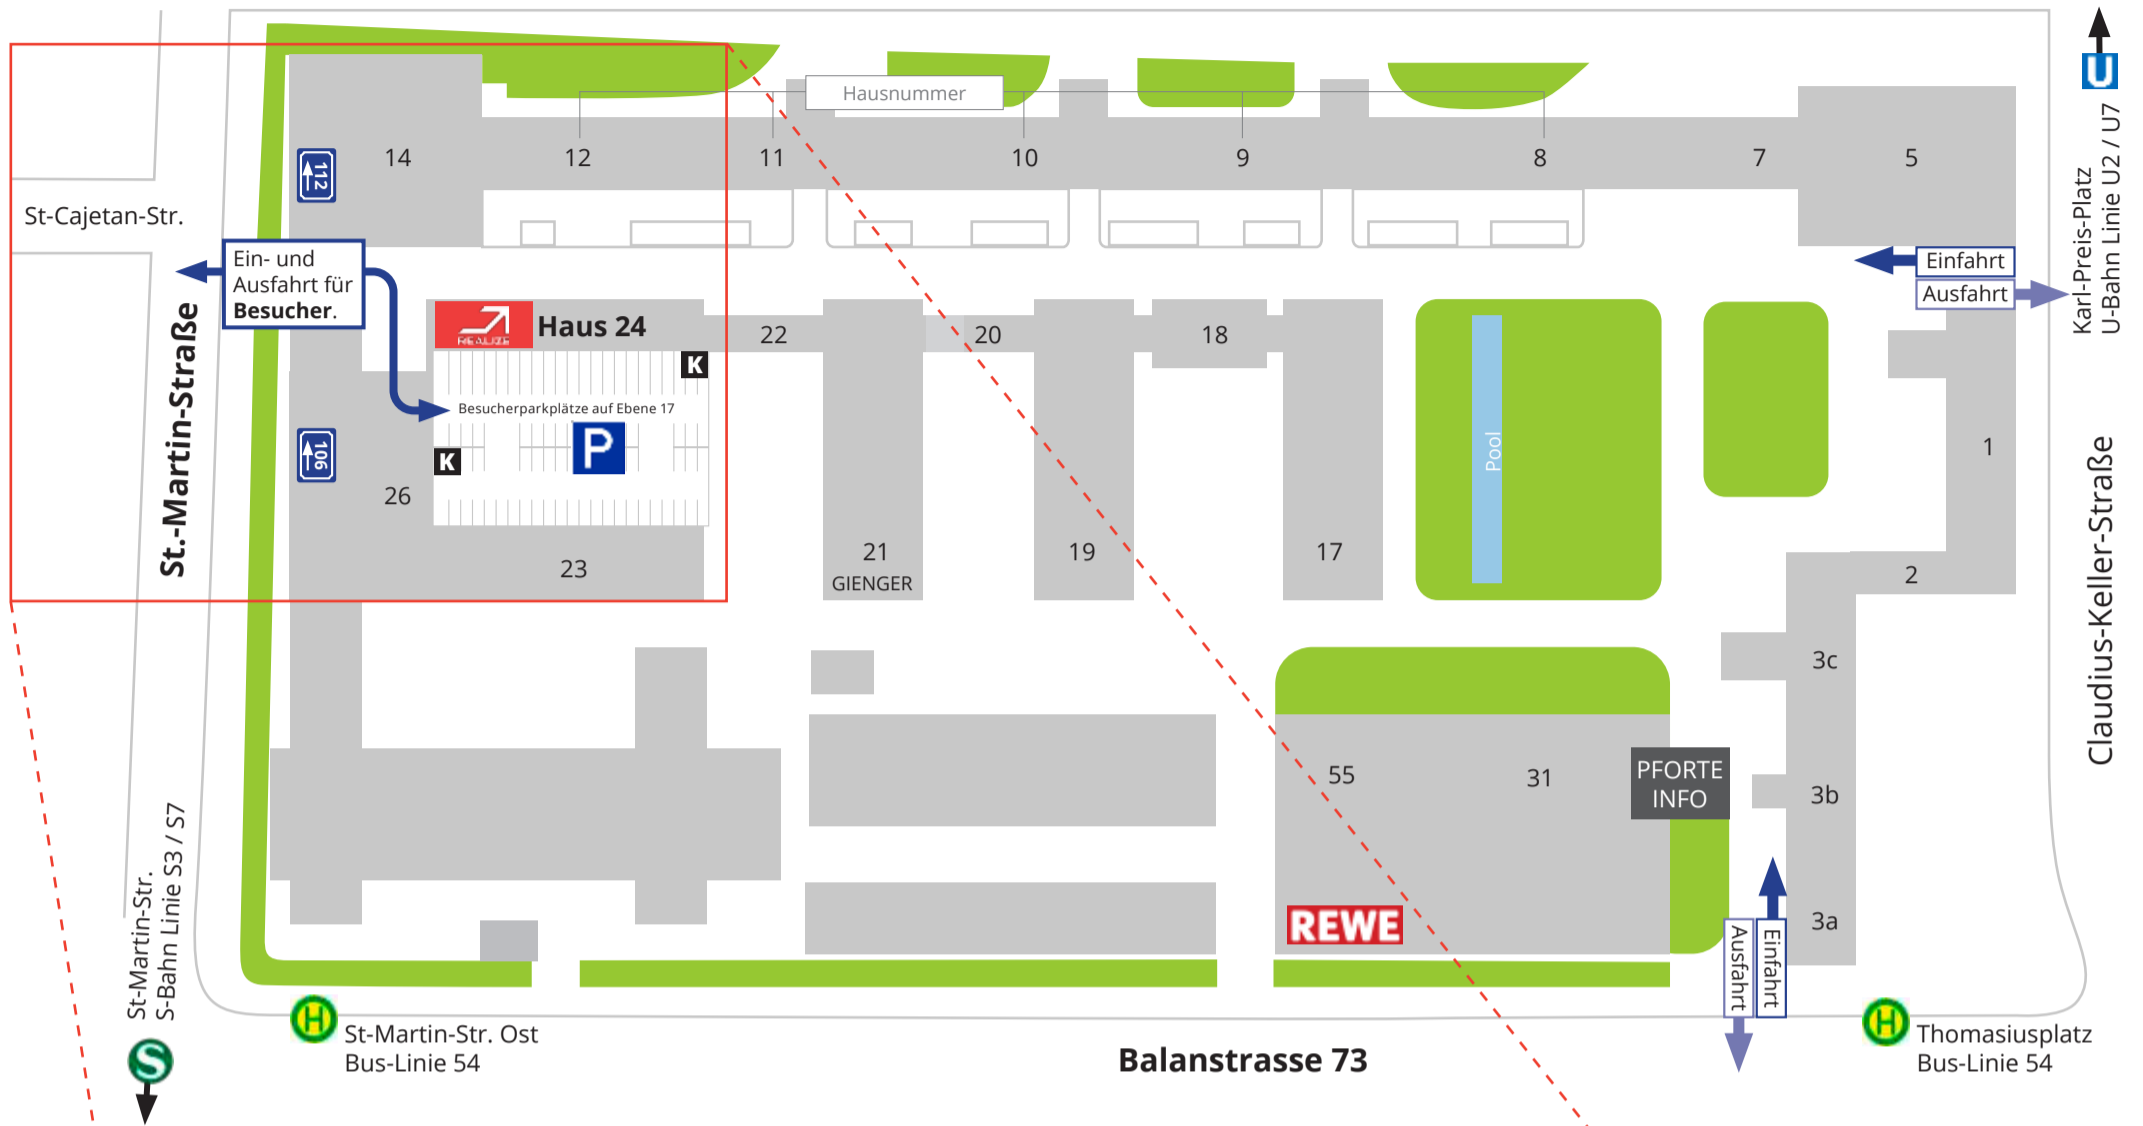 Hausnummer
14
12
11
10
9
8
7
5
112
St-Cajetan-Str.
Ein- und
Ausfahrt für
Besucher.
St.-Martin-Straße
REALIZE
Haus 24
22
20
18
K
Besucherparkplätze auf Ebene 17
P
K
106
26
23
21
GIENGER
19
17
Pool
U
Karl-Preis-Platz
U-Bahn Linie U2 / U7
Einfahrt
Ausfahrt
1
2
Claudius-Keller-Straße
3c
55
31
PFORTE
INFO
3b
3a
REWE
Ausfahrt
Einfahrt
St-Martin-Str.
S-Bahn Linie S3 / S7
S
H
St-Martin-Str. Ost
Bus-Linie 54
Balanstrasse 73
H
Thomasiusplatz
Bus-Linie 54